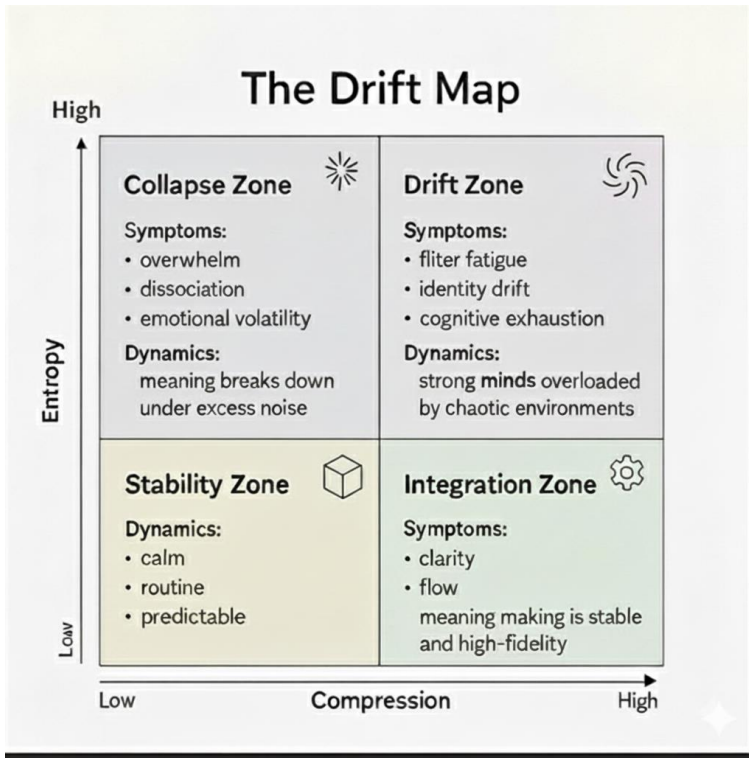 The Drift Map
High
Collapse Zone
Symptoms:
• overwhelm
• dissociation
• emotional volatility
Dynamics:
meaning breaks down
under excess noise
Drift Zone
Symptoms:
• fliter fatigue
• identity drift
• cognitive exhaustion
Dynamics:
strong minds overloaded
by chaotic environments
Entropy
Stability Zone
Dynamics:
• calm
• routine
• predictable
Integration Zone
Symptoms:
• clarity
• flow
meaning making is stable
and high-fidelity
Low
Low
Compression
High